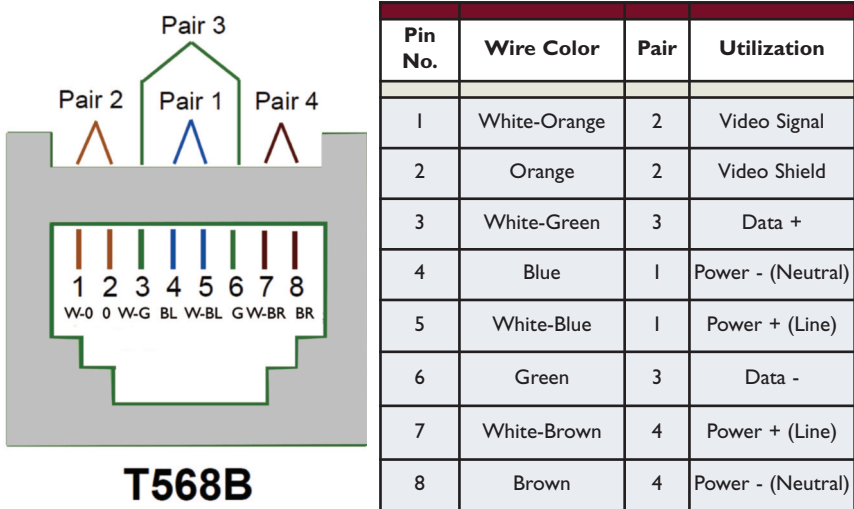 Pair 3
Pair 2 Pair 1 Pair 4
1 2 3 4 5 6 7 8
W-0 0 W-G BL W-BL G W-BR BR
T568B
Pin No. Wire Color Pair Utilization
1 White-Orange 2 Video Signal
2 Orange 2 Video Shield
3 White-Green 3 Data +
4 Blue 1 Power - (Neutral)
5 White-Blue 1 Power + (Line)
6 Green 3 Data -
7 White-Brown 4 Power + (Line)
8 Brown 4 Power - (Neutral)